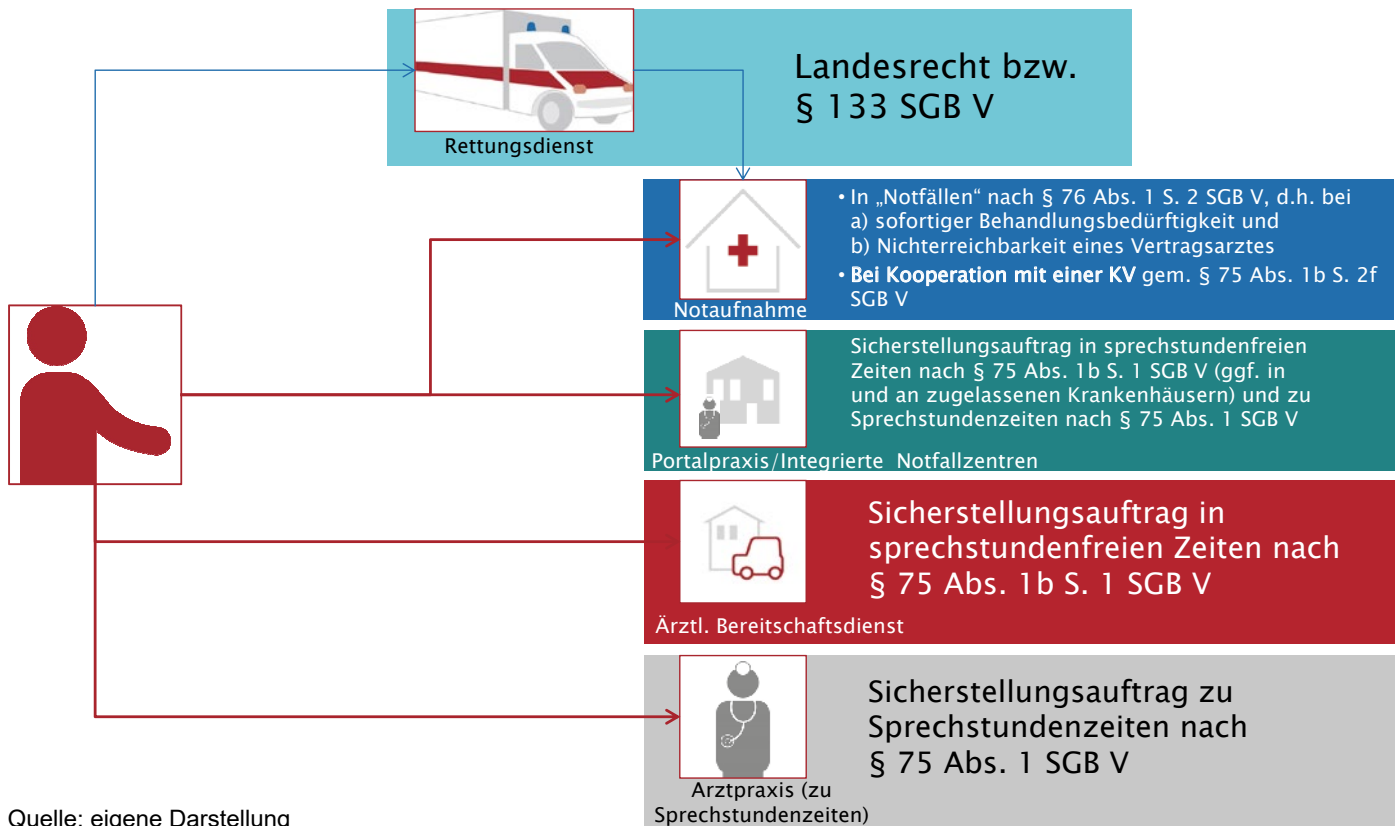 Landesrecht bzw.
§ 133 SGB V
Rettungsdienst
• In „Notfällen“ nach § 76 Abs. 1 S. 2 SGB V, d.h. bei
a) sofortiger Behandlungsbedürftigkeit und
b) Nichterreichbarkeit eines Vertragsarztes
• Bei Kooperation mit einer KV gem. § 75 Abs. 1b S. 2f
SGB V
Notaufnahme
Sicherstellungsauftrag in sprechstundenfreien
Zeiten nach § 75 Abs. 1b S. 1 SGB V (ggf. in
und an zugelassenen Krankenhäusern) und zu
Sprechstundenzeiten nach § 75 Abs. 1 SGB V
Portalpraxis/Integrierte Notfallzentren
Sicherstellungsauftrag in
sprechstundenfreien Zeiten nach
§ 75 Abs. 1b S. 1 SGB V
Ärztl. Bereitschaftsdienst
Sicherstellungsauftrag zu
Sprechstundenzeiten nach
§ 75 Abs. 1 SGB V
Arztpraxis (zu
Sprechstundenzeiten)
Quelle: eigene Darstellung